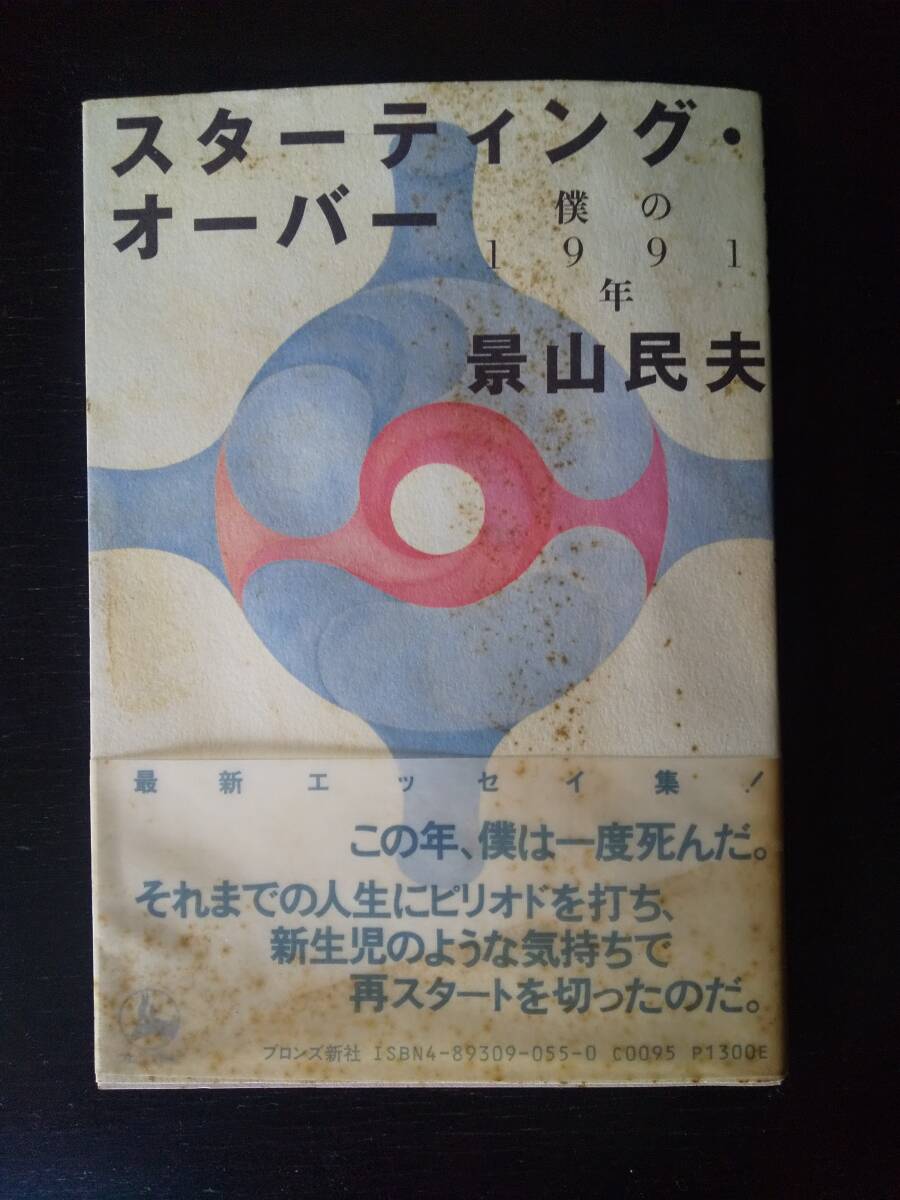 スターティング・
オーバー
僕の
1991
年
景山民夫
最新エッセイ集!
この年、僕は一度死んだ。
それまでの人生にピリオドを打ち、
新生児のような気持ちで
再スタートを切ったのだ。
ブロンズ新社 ISBN4-89309-055-0 C0095 P1300E